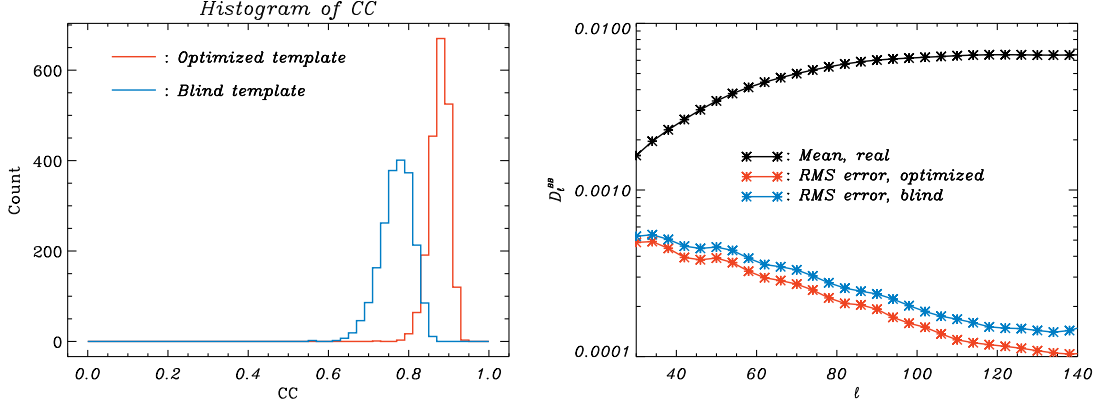 Histogram of CC
: Optimized template
: Blind template
Count
600
400
200
0
0.0 0.2 0.4 0.6 0.8 1.0
CC
0.0100
0.0010
0.0001
D_ℓ^BB
: Mean, real
: RMS error, optimized
: RMS error, blind
40 60 80 100 120 140
ℓ